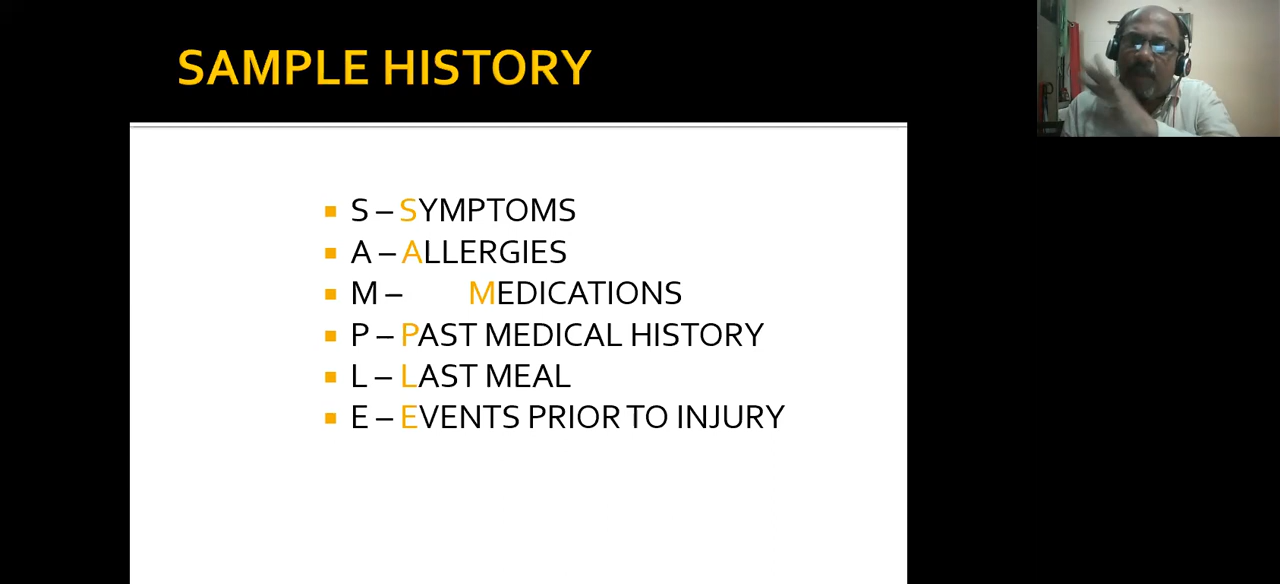 SAMPLE HISTORY
S – SYMPTOMS
A – ALLERGIES
M – MEDICATIONS
P – PAST MEDICAL HISTORY
L – LAST MEAL
E – EVENTS PRIOR TO INJURY